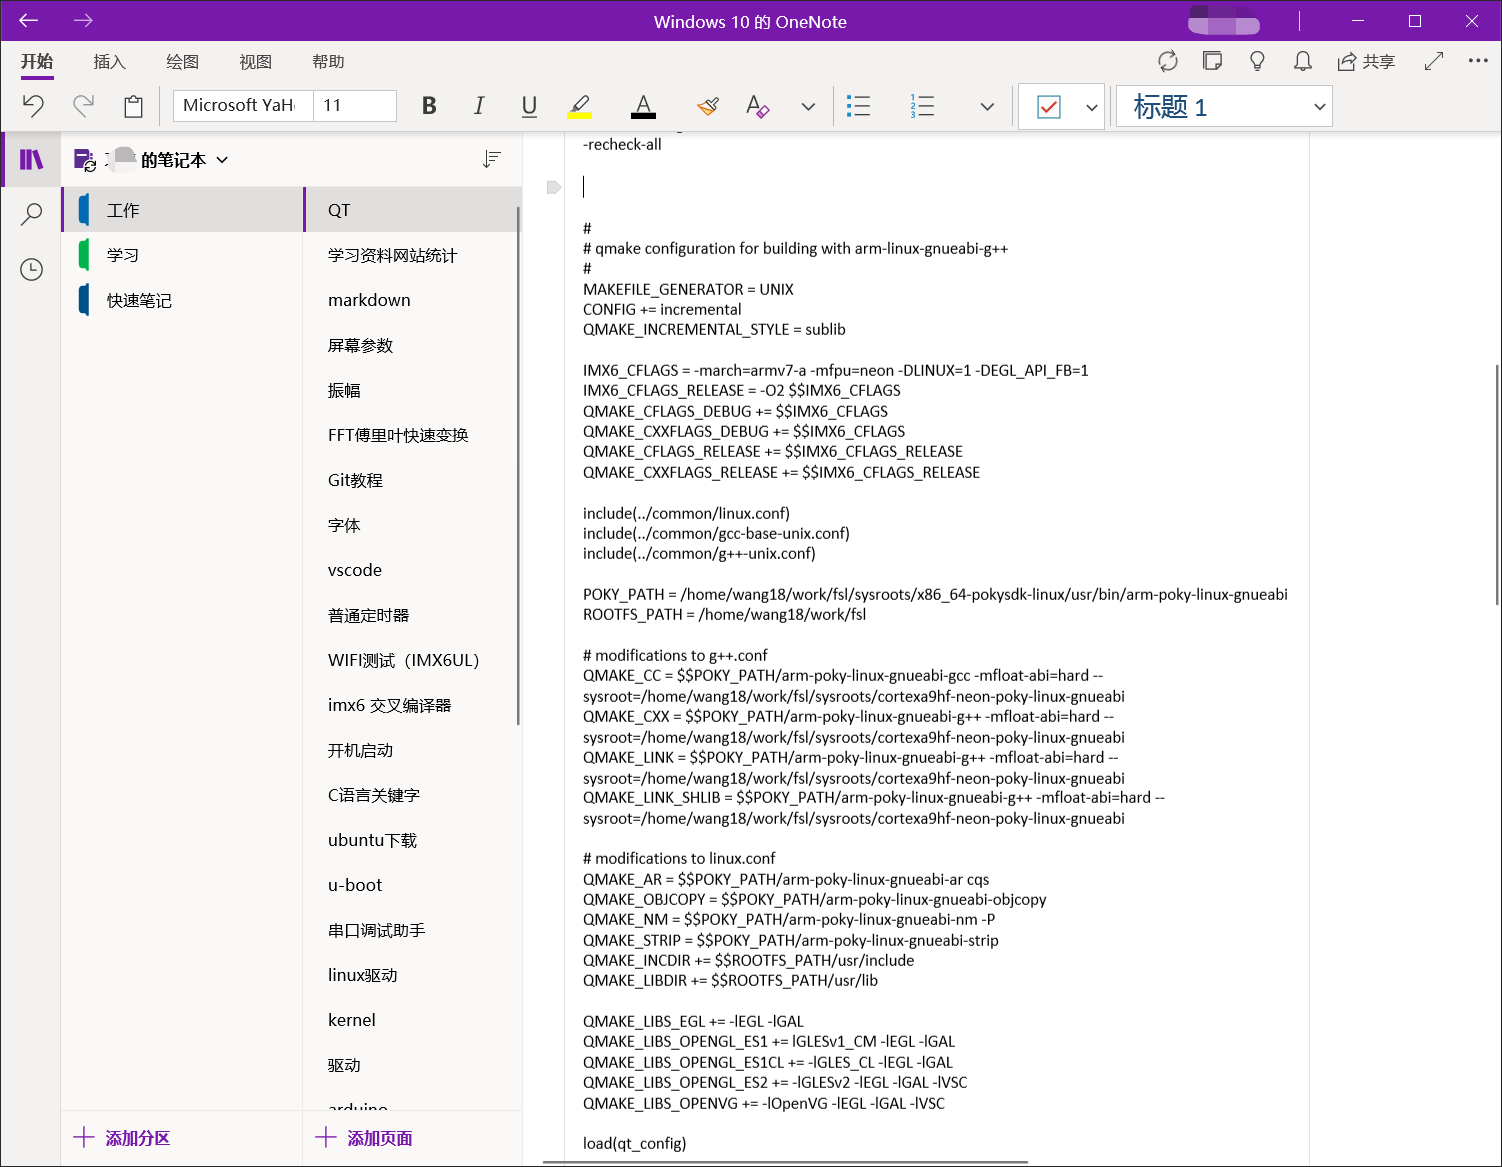 Windows 10 的 OneNote
开始 插入 绘图 视图 帮助 共享
Microsoft YaHe 11 B I U A A 标题 1
的笔记本
工作
学习
快速笔记
QT
学习资料网站统计
markdown
屏幕参数
振幅
FFT傅里叶快速变换
Git教程
字体
vscode
普通定时器
WIFI测试（IMX6UL）
imx6 交叉编译器
开机启动
C语言关键字
ubuntu下载
u-boot
串口调试助手
linux驱动
kernel
驱动
arduino
添加分区
添加页面
-recheck-all
#
# qmake configuration for building with arm-linux-gnueabi-g++
#
MAKEFILE_GENERATOR = UNIX
CONFIG += incremental
QMAKE_INCREMENTAL_STYLE = sublib
IMX6_CFLAGS = -march=armv7-a -mfpu=neon -DLINUX=1 -DEGL_API_FB=1
IMX6_CFLAGS_RELEASE = -O2 $$IMX6_CFLAGS
QMAKE_CFLAGS_DEBUG += $$IMX6_CFLAGS
QMAKE_CXXFLAGS_DEBUG += $$IMX6_CFLAGS
QMAKE_CFLAGS_RELEASE += $$IMX6_CFLAGS_RELEASE
QMAKE_CXXFLAGS_RELEASE += $$IMX6_CFLAGS_RELEASE
include(../common/linux.conf)
include(../common/gcc-base-unix.conf)
include(../common/g++-unix.conf)
POKY_PATH = /home/wang18/work/fsl/sysroots/x86_64-pokysdk-linux/usr/bin/arm-poky-linux-gnueabi
ROOTFS_PATH = /home/wang18/work/fsl
# modifications to g++.conf
QMAKE_CC = $$POKY_PATH/arm-poky-linux-gnueabi-gcc -mfloat-abi=hard --
sysroot=/home/wang18/work/fsl/sysroots/cortexa9hf-neon-poky-linux-gnueabi
QMAKE_CXX = $$POKY_PATH/arm-poky-linux-gnueabi-g++ -mfloat-abi=hard --
sysroot=/home/wang18/work/fsl/sysroots/cortexa9hf-neon-poky-linux-gnueabi
QMAKE_LINK = $$POKY_PATH/arm-poky-linux-gnueabi-g++ -mfloat-abi=hard --
sysroot=/home/wang18/work/fsl/sysroots/cortexa9hf-neon-poky-linux-gnueabi
QMAKE_LINK_SHLIB = $$POKY_PATH/arm-poky-linux-gnueabi-g++ -mfloat-abi=hard --
sysroot=/home/wang18/work/fsl/sysroots/cortexa9hf-neon-poky-linux-gnueabi
# modifications to linux.conf
QMAKE_AR = $$POKY_PATH/arm-poky-linux-gnueabi-ar cqs
QMAKE_OBJCOPY = $$POKY_PATH/arm-poky-linux-gnueabi-objcopy
QMAKE_NM = $$POKY_PATH/arm-poky-linux-gnueabi-nm -P
QMAKE_STRIP = $$POKY_PATH/arm-poky-linux-gnueabi-strip
QMAKE_INCDIR += $$ROOTFS_PATH/usr/include
QMAKE_LIBDIR += $$ROOTFS_PATH/usr/lib
QMAKE_LIBS_EGL += -lEGL -lGAL
QMAKE_LIBS_OPENGL_ES1 += lGLESv1_CM -lEGL -lGAL
QMAKE_LIBS_OPENGL_ES1CL += -lGLES_CL -lEGL -lGAL
QMAKE_LIBS_OPENGL_ES2 += -lGLESv2 -lEGL -lGAL -lVSC
QMAKE_LIBS_OPENVG += -lOpenVG -lEGL -lGAL -lVSC
load(qt_config)